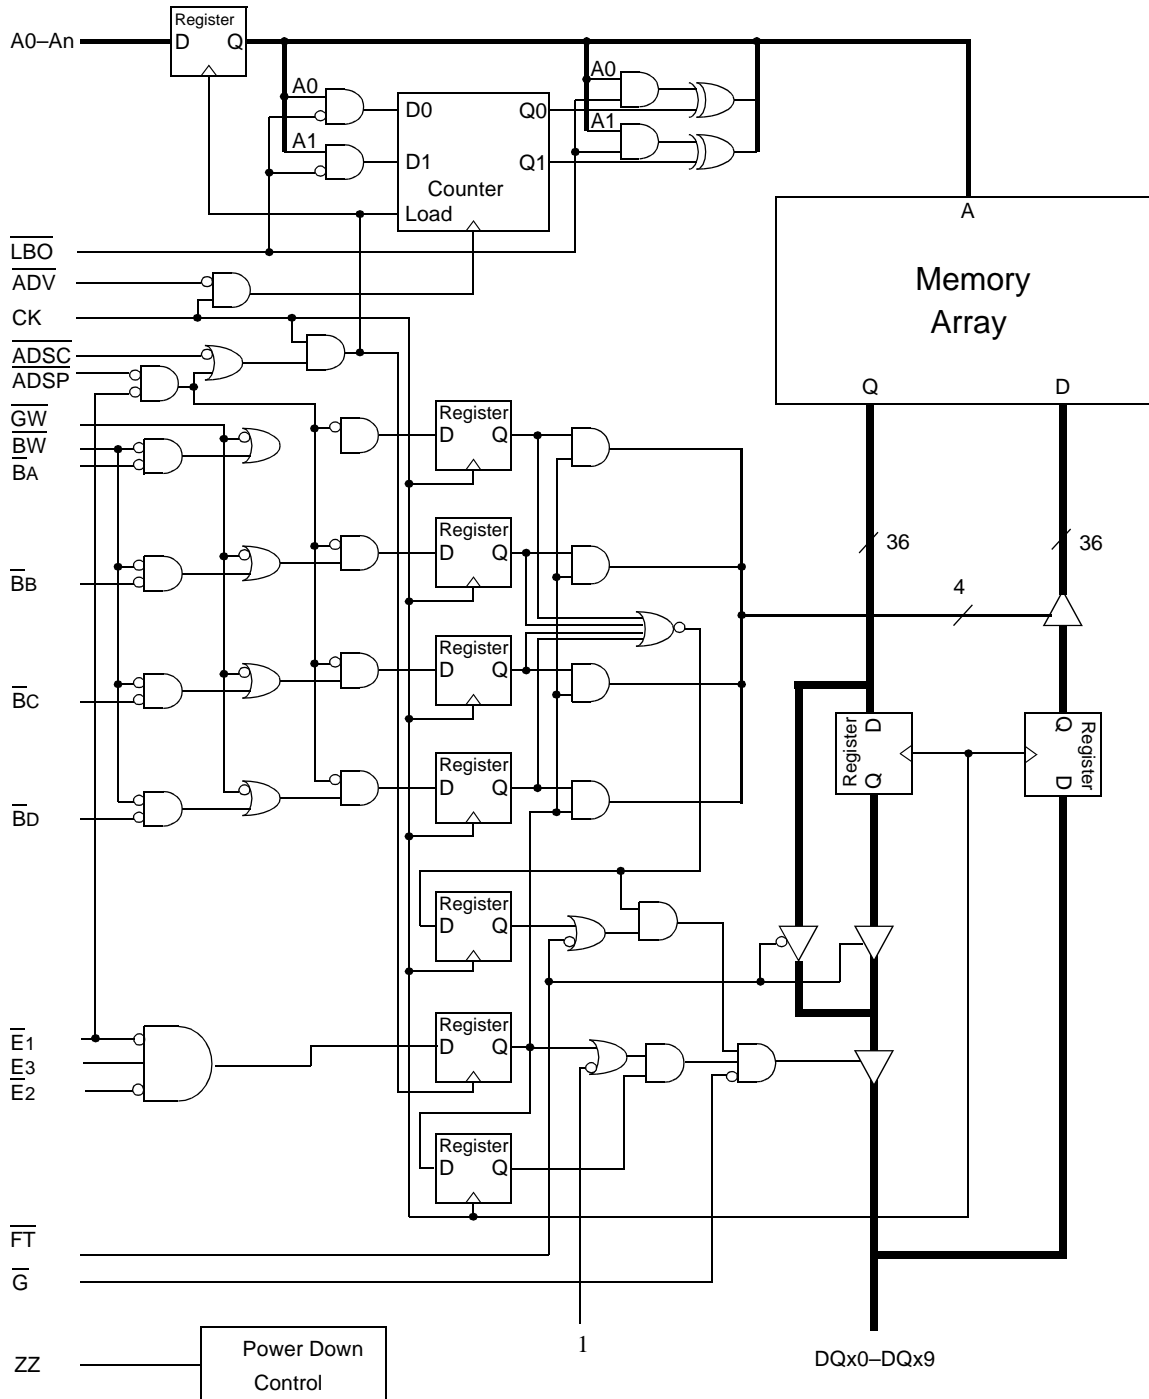 Register
A0–An
D Q
A0
A0
D0
Q0
A1
A1
D1
Q1
Counter
Load
A
LBO
ADV
Memory
Array
CK
ADSC
ADSP
Q
D
GW
Register
BW
D Q
BA
Register
36
36
D Q
BB
4
Register
D Q
BC
Register
D
Q
Q
Register
D
Register
D Q
BD
Register
D Q
Register
E1
D Q
E3
E2
Register
D Q
FT
G
1
Power Down
Control
ZZ
DQx0–DQx9